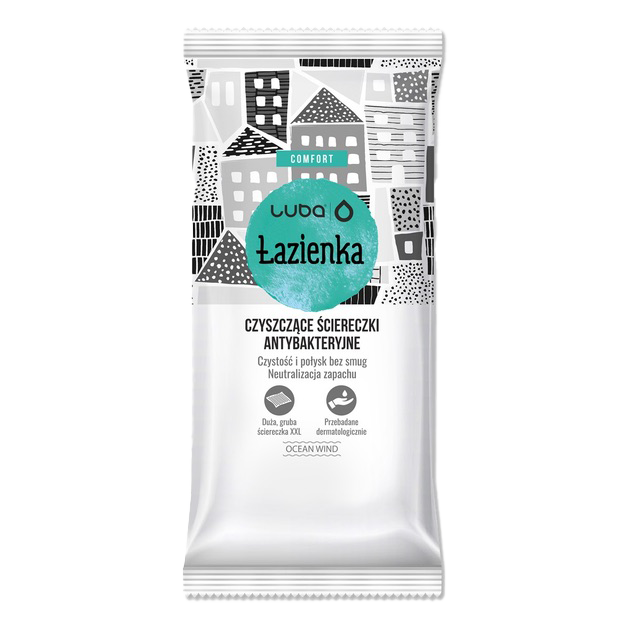 COMFORT
Luba
Łazienka
CZYSZCZĄCE ŚCIERECZKI
ANTYBAKTERYJNE
Czystość i połysk bez smug
Neutralizacja zapachu
Duża, gruba
ściereczka XXL
Przebadane
dermatologicznie
OCEAN WIND